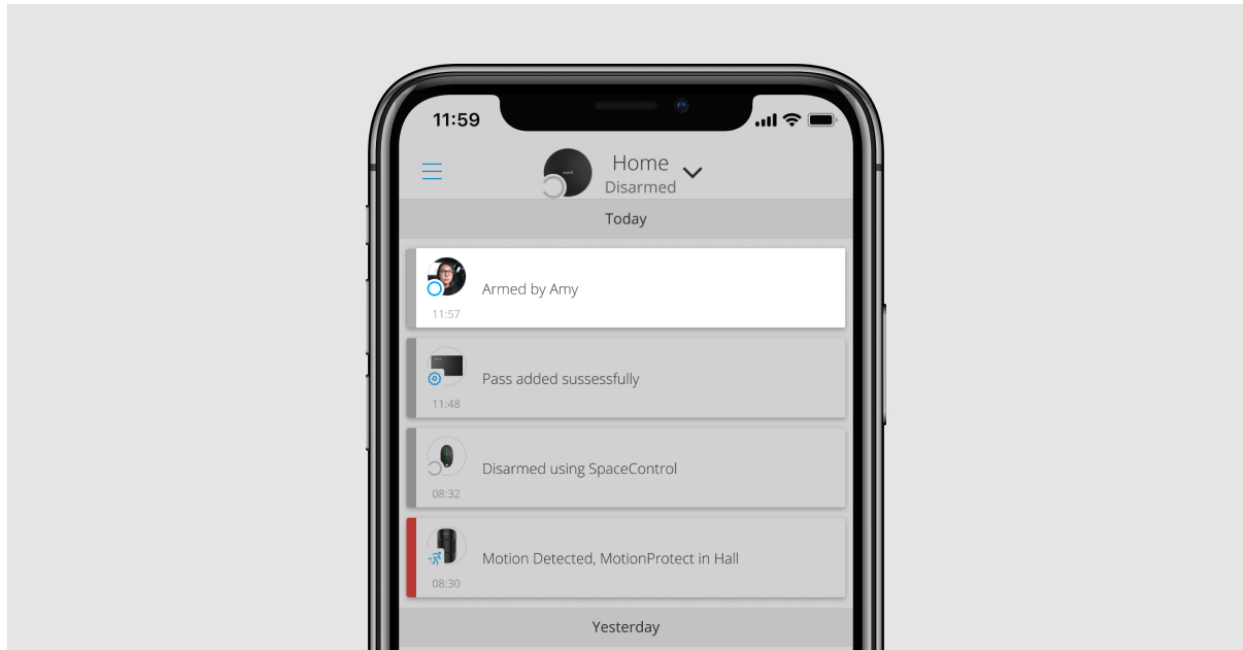 11:59
Home
Disarmed
Today
Armed by Amy
11:57
Pass added sussessfully
11:48
Disarmed using SpaceControl
08:32
Motion Detected, MotionProtect in Hall
08:30
Yesterday